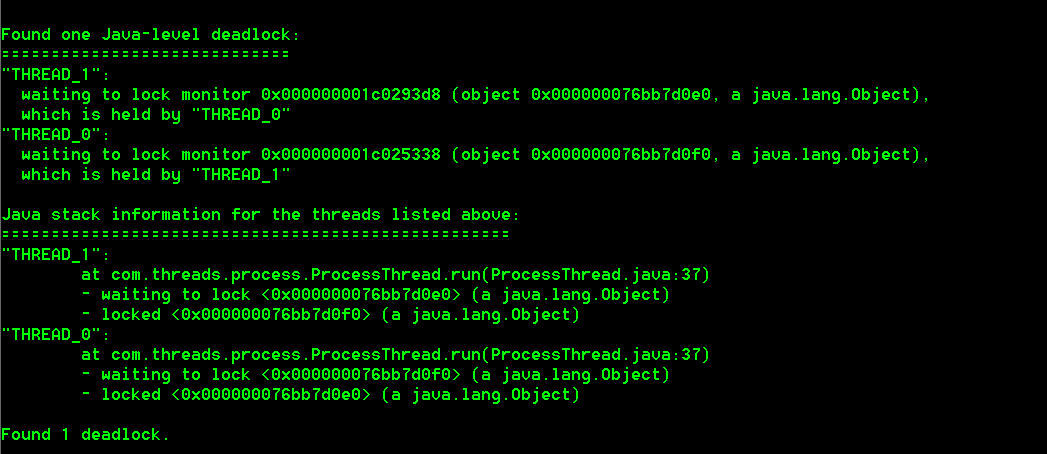 Found one Java-level deadlock:
=============================
"THREAD_1":
  waiting to lock monitor 0x000000001c0293d8 (object 0x000000076bb7d0e0, a java.lang.Object),
  which is held by "THREAD_0"
"THREAD_0":
  waiting to lock monitor 0x000000001c025338 (object 0x000000076bb7d0f0, a java.lang.Object),
  which is held by "THREAD_1"

Java stack information for the threads listed above:
===================================================
"THREAD_1":
        at com.threads.process.ProcessThread.run(ProcessThread.java:37)
        - waiting to lock <0x000000076bb7d0e0> (a java.lang.Object)
        - locked <0x000000076bb7d0f0> (a java.lang.Object)
"THREAD_0":
        at com.threads.process.ProcessThread.run(ProcessThread.java:37)
        - waiting to lock <0x000000076bb7d0f0> (a java.lang.Object)
        - locked <0x000000076bb7d0e0> (a java.lang.Object)

Found 1 deadlock.